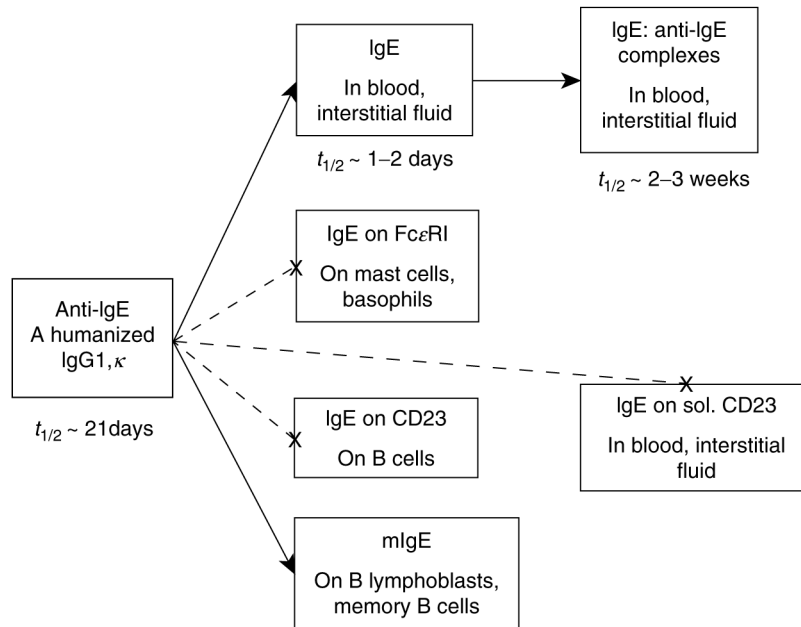 IgE
In blood,
interstitial fluid
t1/2 ~ 1–2 days
IgE: anti-IgE
complexes
In blood,
interstitial fluid
t1/2 ~ 2–3 weeks
IgE on FcεRI
On mast cells,
basophils
Anti-IgE
A humanized
IgG1,κ
t1/2 ~ 21days
IgE on CD23
On B cells
IgE on sol. CD23
In blood, interstitial
fluid
mIgE
On B lymphoblasts,
memory B cells